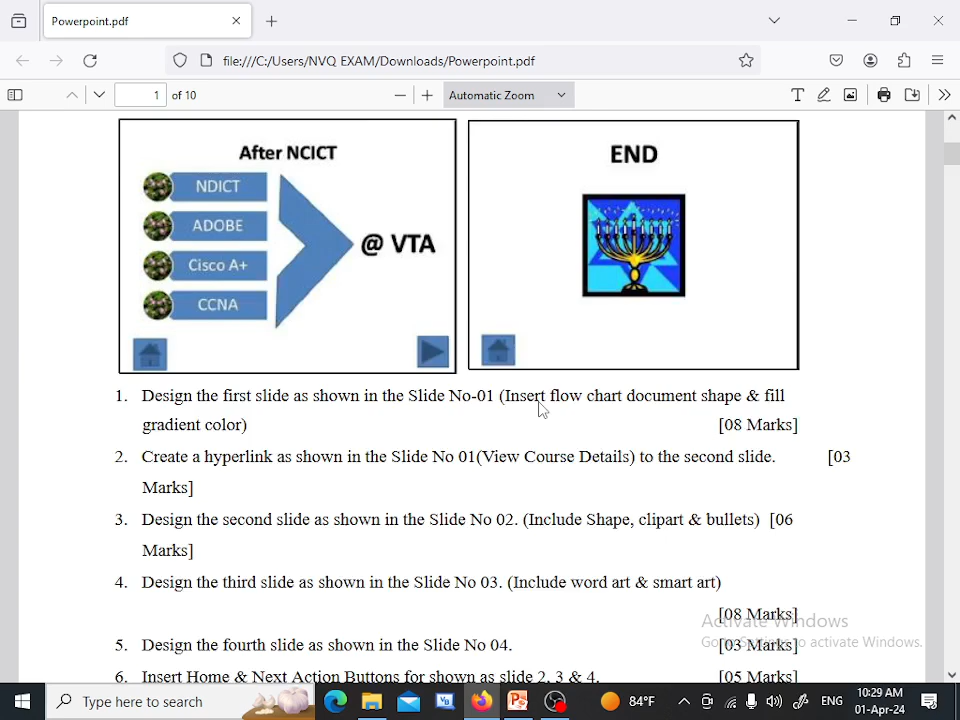 Powerpoint.pdf
file:///C:/Users/NVQ EXAM/Downloads/Powerpoint.pdf
1 of 10
Automatic Zoom
After NCICT
NDICT
ADOBE
Cisco A+
CCNA
@ VTA
END
1. Design the first slide as shown in the Slide No-01 (Insert flow chart document shape & fill
gradient color) [08 Marks]
2. Create a hyperlink as shown in the Slide No 01(View Course Details) to the second slide. [03
Marks]
3. Design the second slide as shown in the Slide No 02. (Include Shape, clipart & bullets) [06
Marks]
4. Design the third slide as shown in the Slide No 03. (Include word art & smart art)
[08 Marks]
5. Design the fourth slide as shown in the Slide No 04. [03 Marks]
6. Insert Home & Next Action Buttons for shown as slide 2, 3 & 4. [05 Marks]
Activate Windows
Go to Settings to activate Windows.
Type here to search
84°F
ENG
10:29 AM
01-Apr-24